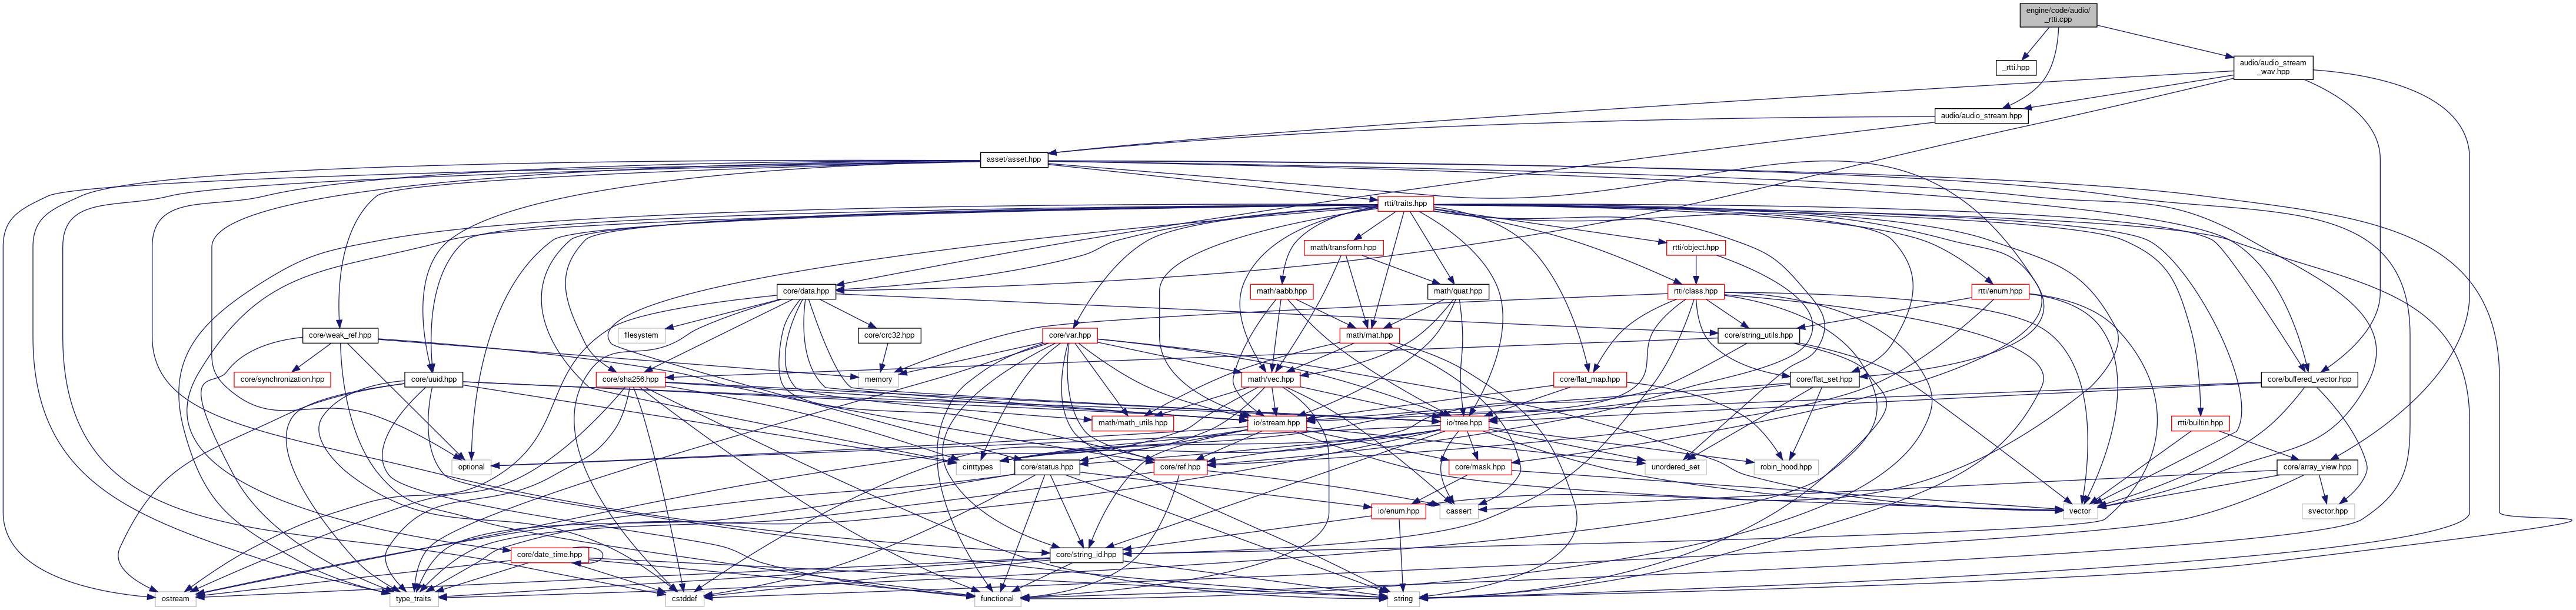 engine/code/audio/
_rtti.cpp
_rtti.hpp
audio/audio_stream
_wav.hpp
audio/audio_stream.hpp
asset/asset.hpp
rtti/traits.hpp
math/transform.hpp
rtti/object.hpp
core/data.hpp
math/aabb.hpp
math/quat.hpp
rtti/class.hpp
rtti/enum.hpp
core/weak_ref.hpp
filesystem
core/crc32.hpp
core/var.hpp
math/mat.hpp
core/string_utils.hpp
core/synchronization.hpp
core/uuid.hpp
core/sha256.hpp
memory
math/vec.hpp
core/flat_map.hpp
core/flat_set.hpp
core/buffered_vector.hpp
math/math_utils.hpp
io/stream.hpp
io/tree.hpp
rtti/builtin.hpp
optional
cinttypes
core/status.hpp
core/ref.hpp
core/mask.hpp
unordered_set
robin_hood.hpp
core/array_view.hpp
io/enum.hpp
cassert
vector
svector.hpp
core/date_time.hpp
core/string_id.hpp
ostream
type_traits
cstddef
functional
string